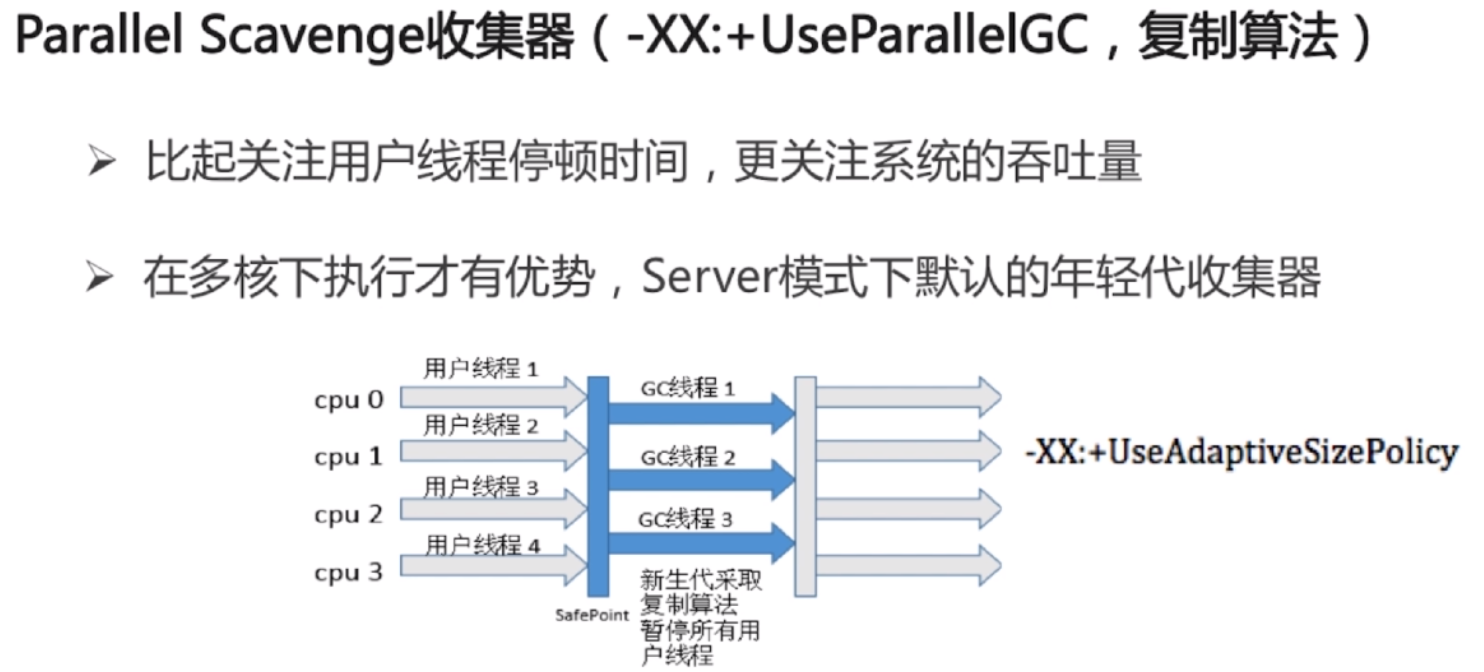 Parallel Scavenge收集器（-XX:+UseParallelGC，复制算法）
比起关注用户线程停顿时间，更关注系统的吞吐量
在多核下执行才有优势，Server模式下默认的年轻代收集器
用户线程 1
cpu 0
GC线程 1
用户线程 2
cpu 1
GC线程 2
-XX:+UseAdaptiveSizePolicy
用户线程 3
cpu 2
GC线程 3
用户线程 4
cpu 3
SafePoint
新生代采取
复制算法
暂停所有用
户线程